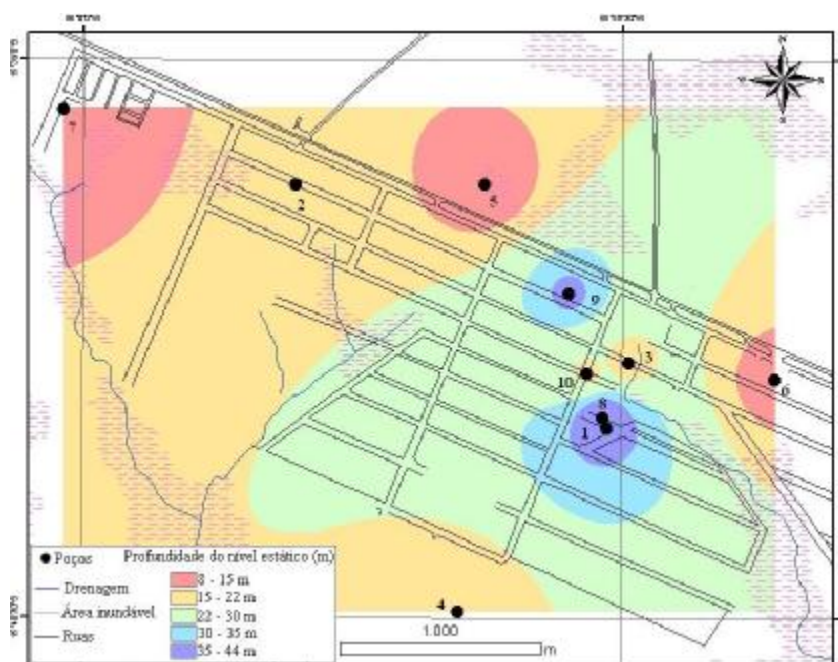 7
2
5
9
3
10
6
8
1
4
Poços
Drenagem
Área inundável
Ruas
Profundidade do nível estático (m)
8 - 15 m
15 - 22 m
22 - 30 m
30 - 35 m
35 - 44 m
1.000
m